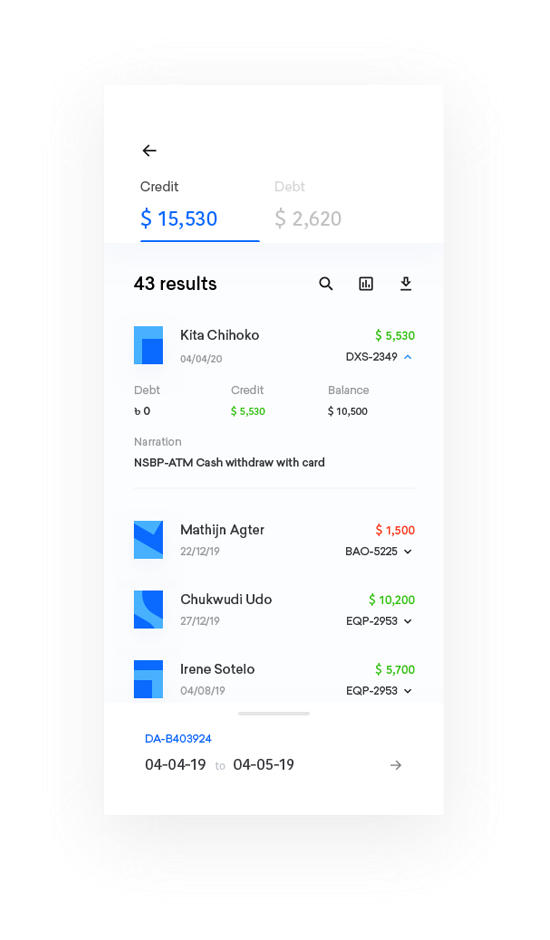 Credit Debt
$ 15,530 $ 2,620
43 results
Kita Chihoko $ 5,530
04/04/20 DXS-2349
Debt Credit Balance
৳ 0 $ 5,530 $ 10,500
Narration
NSBP-ATM Cash withdraw with card
Mathijn Agter $ 1,500
22/12/19 BAO-5225
Chukwudi Udo $ 10,200
27/12/19 EQP-2953
Irene Sotelo $ 5,700
04/08/19 EQP-2953
DA-B403924
04-04-19 to 04-05-19